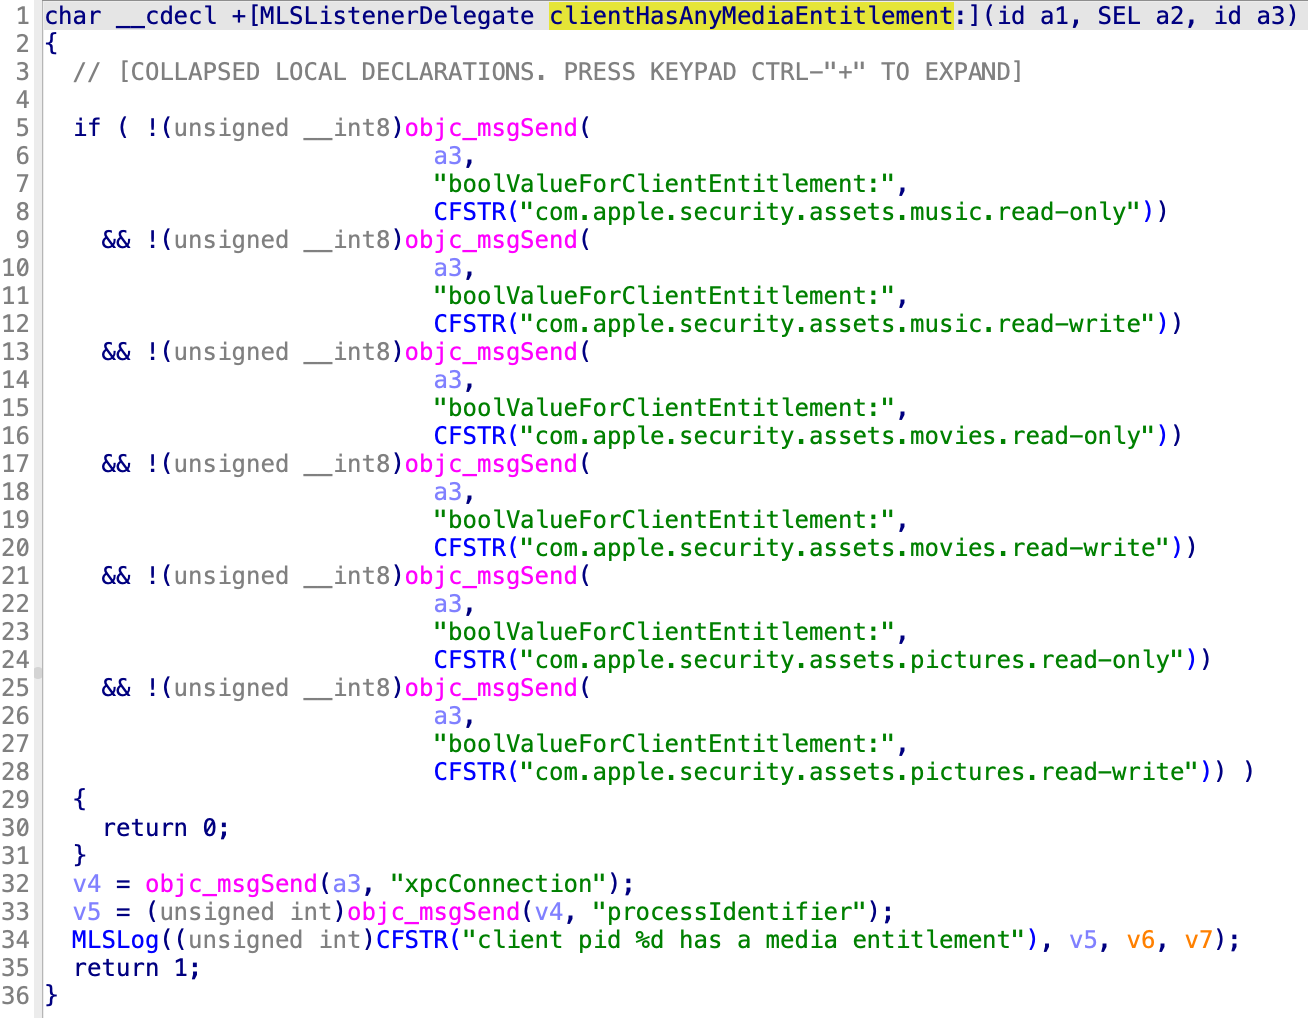 1 char __cdecl +[MLSListenerDelegate clientHasAnyMediaEntitlement:](id a1, SEL a2, id a3)
2 {
3   // [COLLAPSED LOCAL DECLARATIONS. PRESS KEYPAD CTRL-"+" TO EXPAND]
4
5   if ( !(unsigned __int8)objc_msgSend(
6                            a3,
7                            "boolValueForClientEntitlement:",
8                            CFSTR("com.apple.security.assets.music.read-only"))
9     && !(unsigned __int8)objc_msgSend(
10                            a3,
11                            "boolValueForClientEntitlement:",
12                            CFSTR("com.apple.security.assets.music.read-write"))
13     && !(unsigned __int8)objc_msgSend(
14                            a3,
15                            "boolValueForClientEntitlement:",
16                            CFSTR("com.apple.security.assets.movies.read-only"))
17     && !(unsigned __int8)objc_msgSend(
18                            a3,
19                            "boolValueForClientEntitlement:",
20                            CFSTR("com.apple.security.assets.movies.read-write"))
21     && !(unsigned __int8)objc_msgSend(
22                            a3,
23                            "boolValueForClientEntitlement:",
24                            CFSTR("com.apple.security.assets.pictures.read-only"))
25     && !(unsigned __int8)objc_msgSend(
26                            a3,
27                            "boolValueForClientEntitlement:",
28                            CFSTR("com.apple.security.assets.pictures.read-write")) )
29   {
30     return 0;
31   }
32   v4 = objc_msgSend(a3, "xpcConnection");
33   v5 = (unsigned int)objc_msgSend(v4, "processIdentifier");
34   MLSLog((unsigned int)CFSTR("client pid %d has a media entitlement"), v5, v6, v7);
35   return 1;
36 }